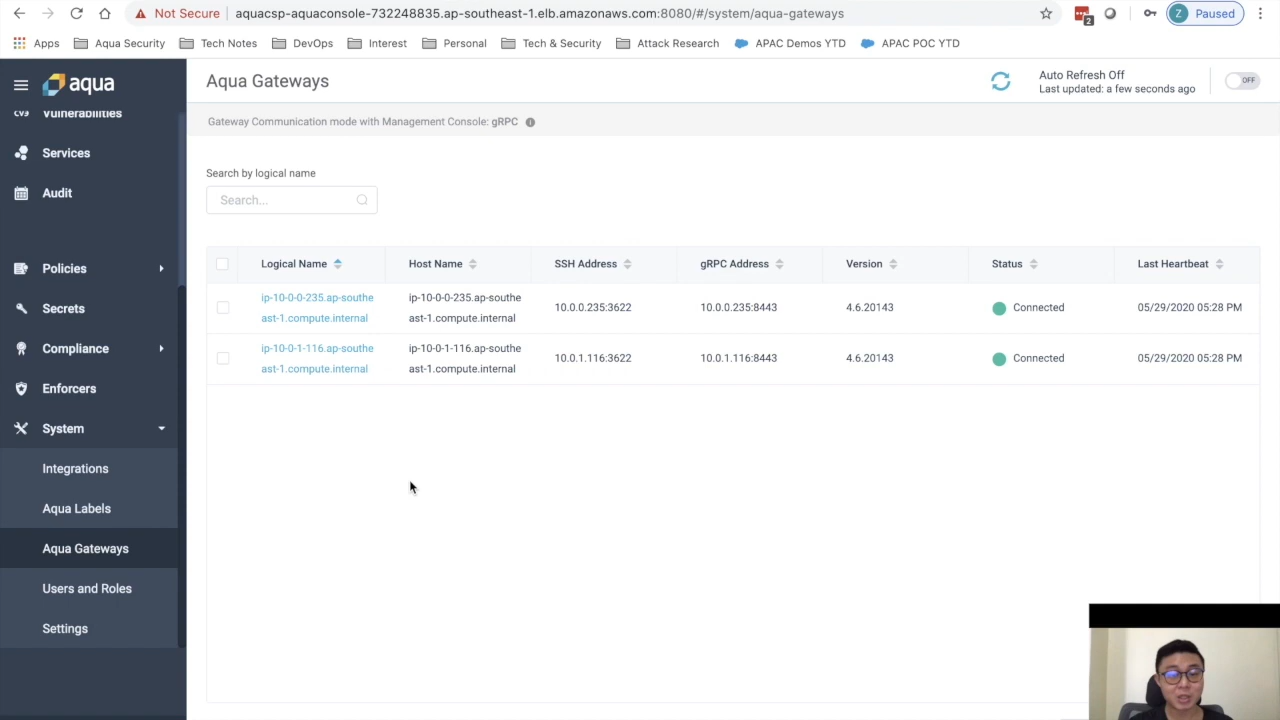 Not Secure | aquacsp-aquaconsole-732248835.ap-southeast-1.elb.amazonaws.com:8080/#/system/aqua-gateways
2
Z Paused
Apps Aqua Security Tech Notes DevOps Interest Personal Tech & Security Attack Research APAC Demos YTD APAC POC YTD
aqua
Vulnerabilities
Services
Audit
Policies
Secrets
Compliance
Enforcers
System
Integrations
Aqua Labels
Aqua Gateways
Users and Roles
Settings
Aqua Gateways
Auto Refresh Off
Last updated: a few seconds ago
OFF
Gateway Communication mode with Management Console: gRPC
Search by logical name
Search...
Logical Name Host Name SSH Address gRPC Address Version Status Last Heartbeat
ip-10-0-0-235.ap-southe ip-10-0-0-235.ap-southe
ast-1.compute.internal ast-1.compute.internal
10.0.0.235:3622 10.0.0.235:8443 4.6.20143 Connected 05/29/2020 05:28 PM
ip-10-0-1-116.ap-southe ip-10-0-1-116.ap-southe
ast-1.compute.internal ast-1.compute.internal
10.0.1.116:3622 10.0.1.116:8443 4.6.20143 Connected 05/29/2020 05:28 PM